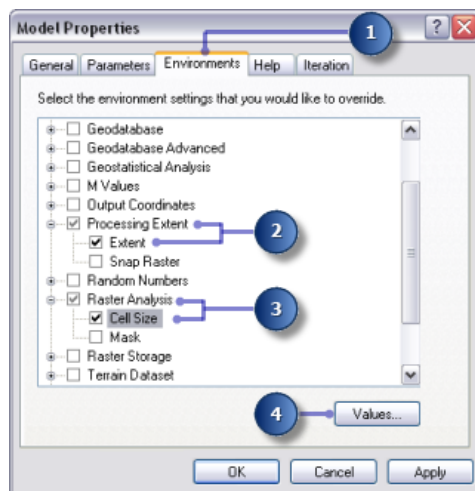 Model Properties
1
General Parameters Environments Help Iteration
Select the environment settings that you would like to override.
Geodatabase
Geodatabase Advanced
Geostatistical Analysis
M Values
Output Coordinates
Processing Extent
2
Extent
Snap Raster
Random Numbers
Raster Analysis
3
Cell Size
Mask
Raster Storage
Terrain Dataset
4
Values...
OK Cancel Apply